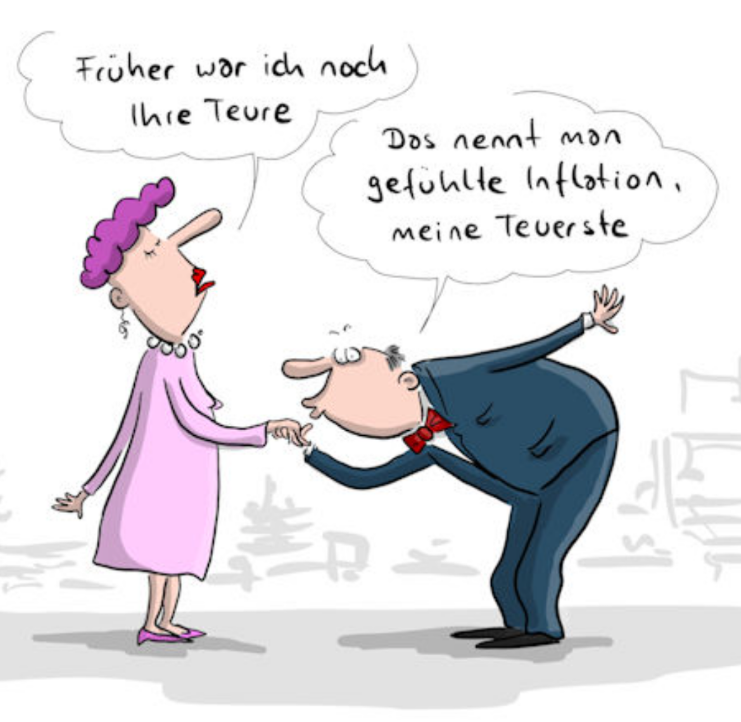 Früher war ich noch
Ihre Teure
Das nennt man
gefühlte Inflation,
meine Teuerste